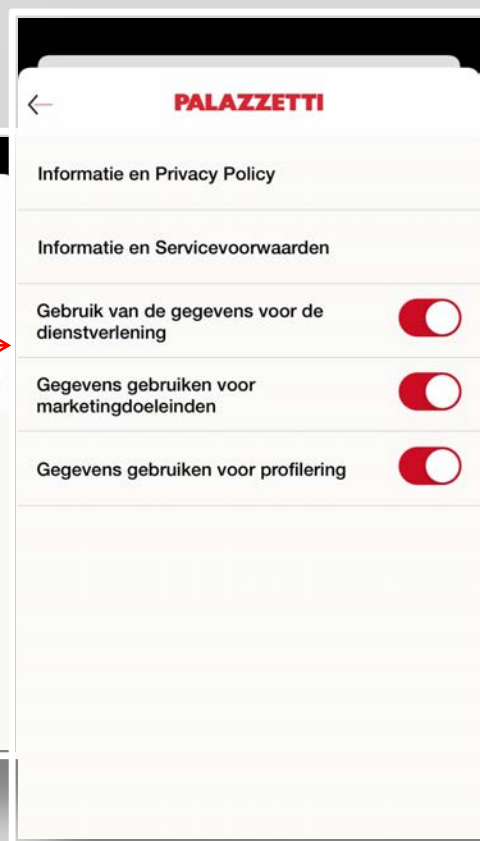 PALAZZETTI
Informatie en Privacy Policy
Informatie en Servicevoorwaarden
Gebruik van de gegevens voor de
dienstverlening
Gegevens gebruiken voor
marketingdoeleinden
Gegevens gebruiken voor profilering